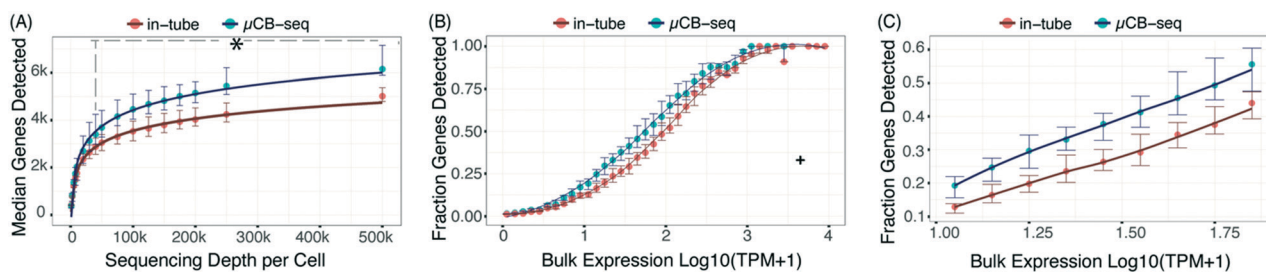 (A)
in-tube
μCB-seq
*
Median Genes Detected
6k
4k
2k
0
0
100k
200k
300k
400k
500k
Sequencing Depth per Cell
(B)
in-tube
μCB-seq
Fraction Genes Detected
1.00
0.75
0.50
0.25
0.00
+
0
1
2
3
4
Bulk Expression Log10(TPM+1)
(C)
in-tube
μCB-seq
Fraction Genes Detected
0.6
0.5
0.4
0.3
0.2
0.1
1.00
1.25
1.50
1.75
Bulk Expression Log10(TPM+1)